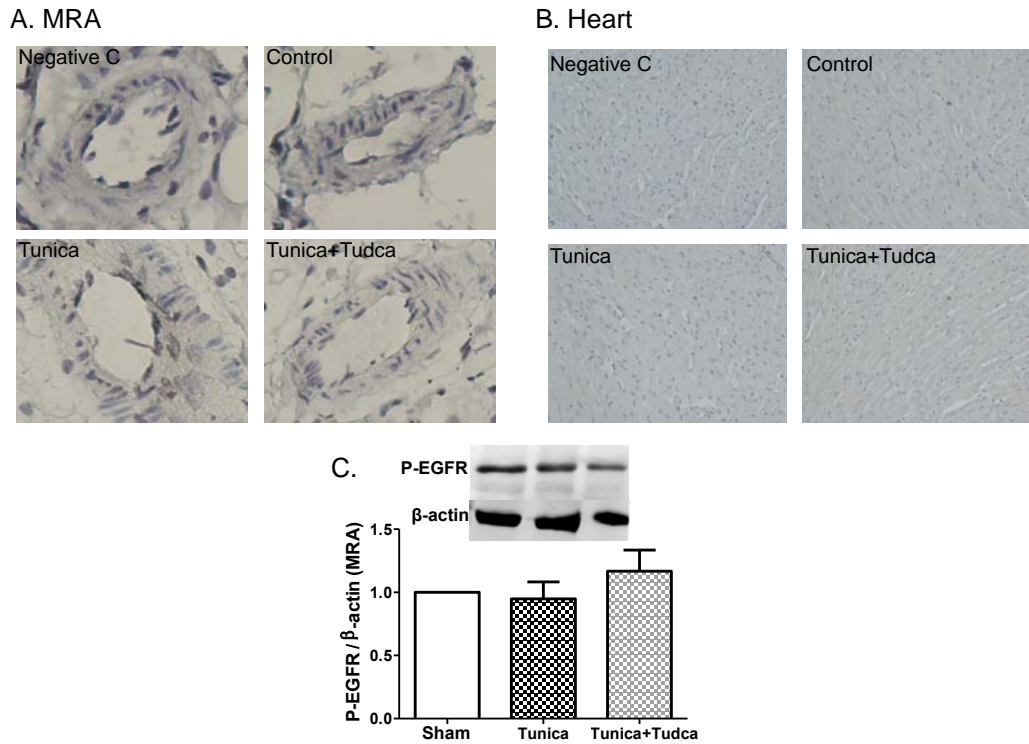 A. MRA
Negative C
Control
Tunica
Tunica+Tudca
B. Heart
Negative C
Control
Tunica
Tunica+Tudca
C.
P-EGFR
β-actin
P-EGFR / β-actin (MRA)
1.5
1.0
0.5
0.0
Sham
Tunica
Tunica+Tudca